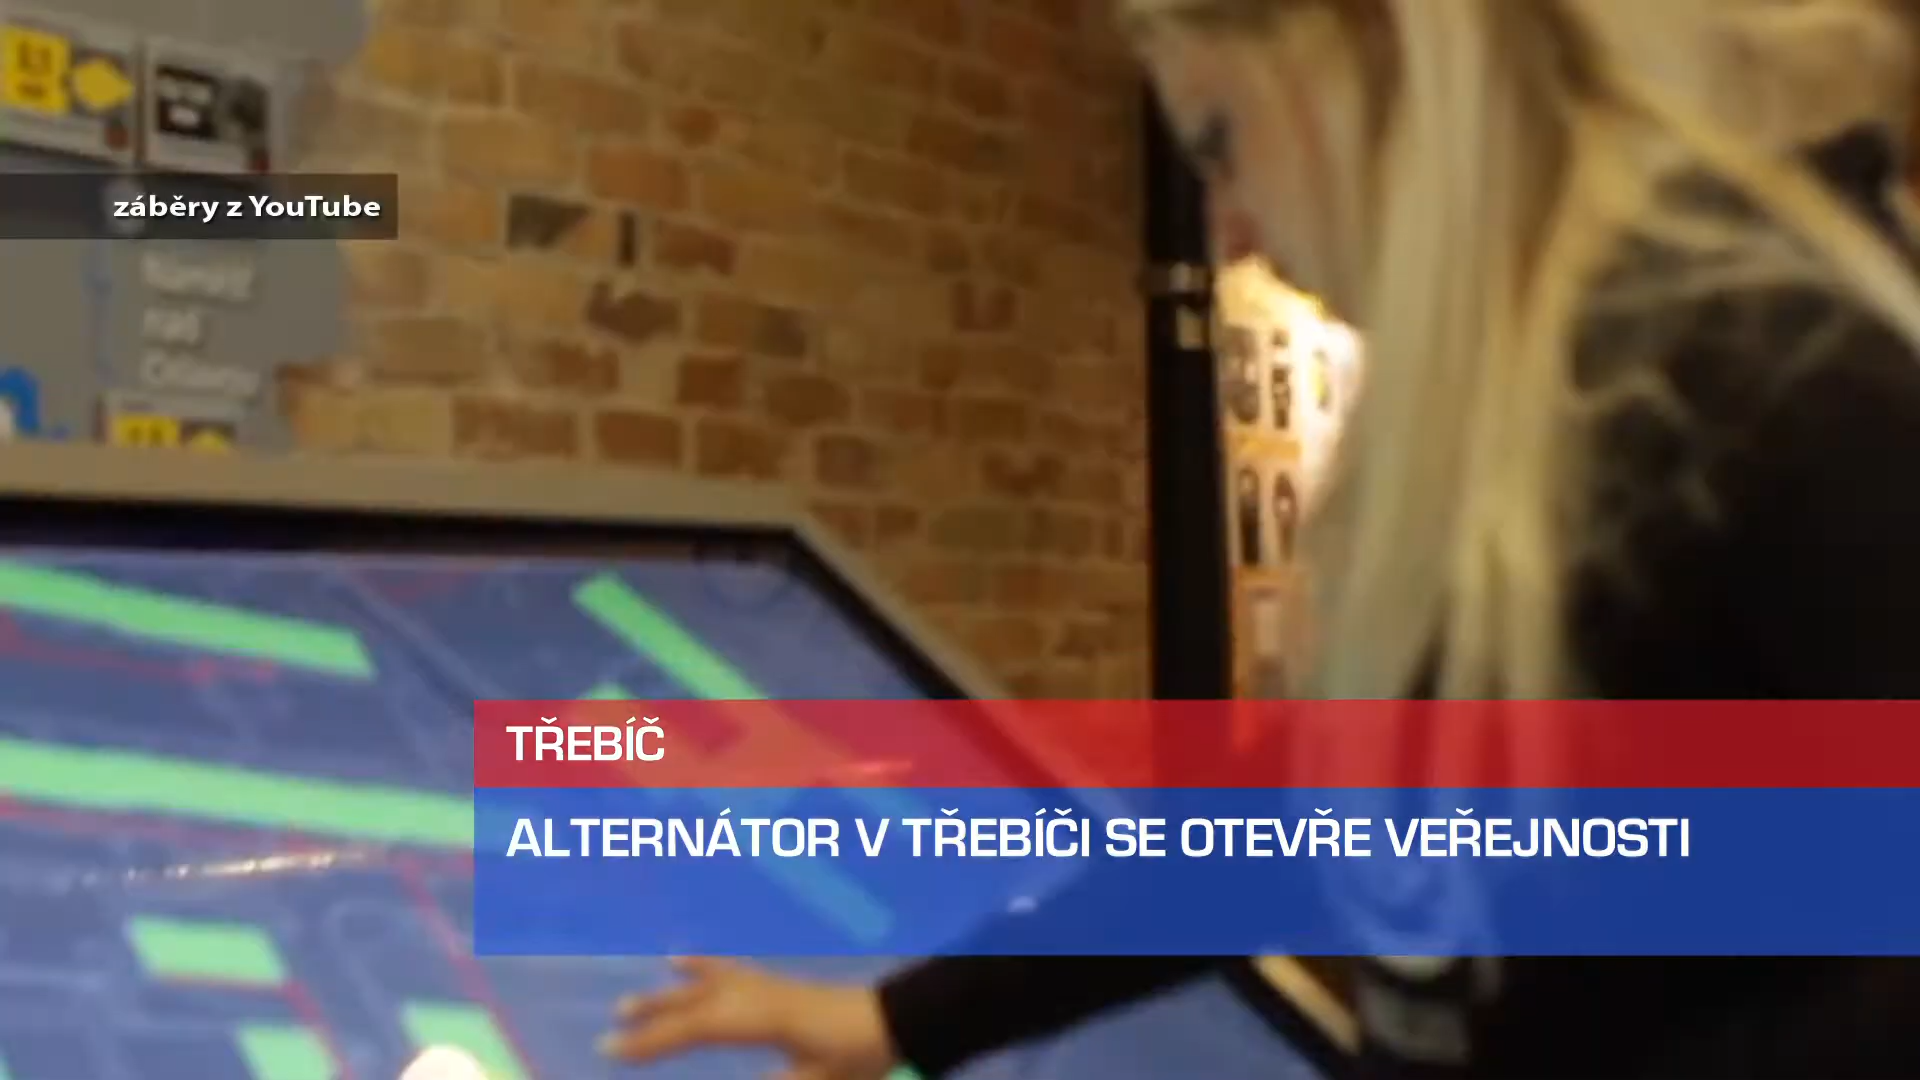 záběry z YouTube
TŘEBÍČ
ALTERNÁTOR V TŘEBÍČI SE OTEVŘE VEŘEJNOSTI